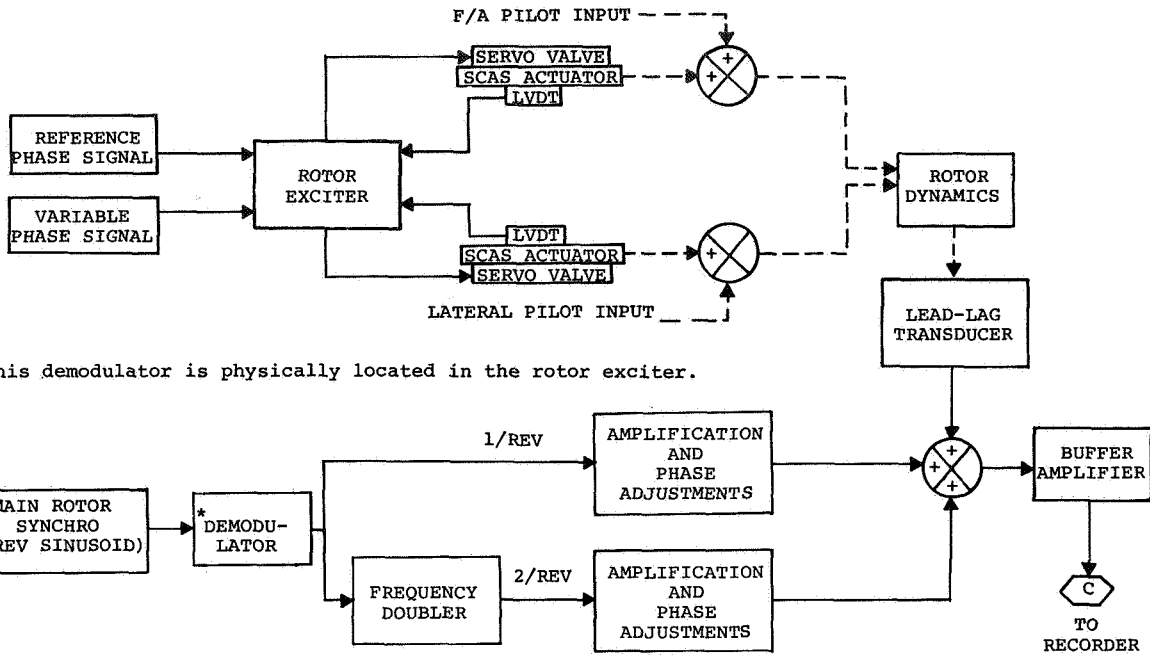 F/A PILOT INPUT
SERVO VALVE
SCAS ACTUATOR
LVDT
+
+
REFERENCE
PHASE SIGNAL
VARIABLE
PHASE SIGNAL
ROTOR
EXCITER
ROTOR
DYNAMICS
LVDT
SCAS ACTUATOR
SERVO VALVE
+
LATERAL PILOT INPUT
LEAD-LAG
TRANSDUCER
his demodulator is physically located in the rotor exciter.
1/REV
AMPLIFICATION
AND
PHASE
ADJUSTMENTS
+
+
+
BUFFER
AMPLIFIER
MAIN ROTOR
SYNCHRO
REV SINUSOID)
*DEMODU-
LATOR
FREQUENCY
DOUBLER
2/REV
AMPLIFICATION
AND
PHASE
ADJUSTMENTS
C
TO
RECORDER